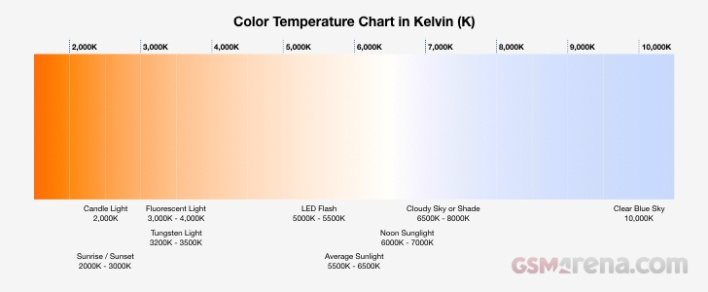 Color Temperature Chart in Kelvin (K)
2,000K 3,000K 4,000K 5,000K 6,000K 7,000K 8,000K 9,000K 10,000K
Candle Light
2,000K
Fluorescent Light
3,000K - 4,000K
LED Flash
5000K - 5500K
Cloudy Sky or Shade
6500K - 8000K
Clear Blue Sky
10,000K
Tungsten Light
3200K - 3500K
Noon Sunglight
6000K - 7000K
Sunrise / Sunset
2000K - 3000K
Average Sunlight
5500K - 6500K
GSMarena.com